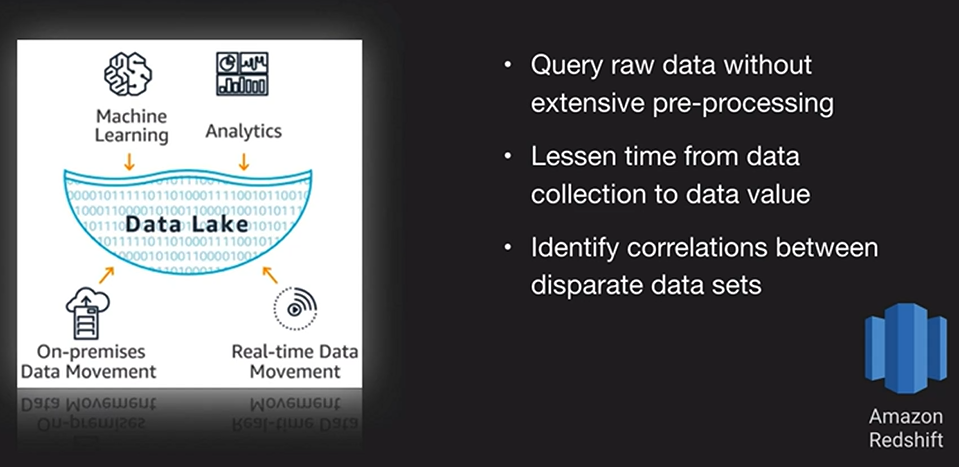 Machine
Learning
Analytics
Data Lake
On-premises
Data Movement
Real-time Data
Movement
• Query raw data without
extensive pre-processing
• Lessen time from data
collection to data value
• Identify correlations between
disparate data sets
Amazon
Redshift